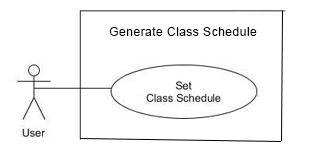 Generate Class Schedule
Set
Class Schedule
User